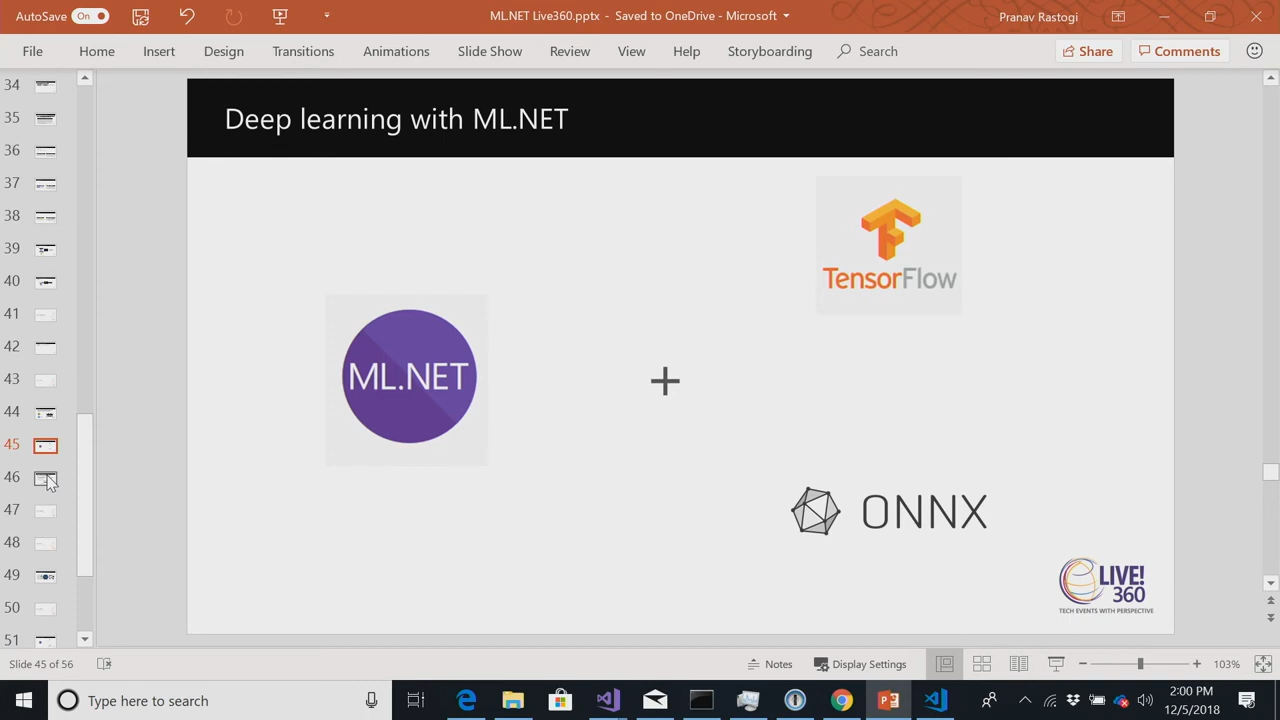 AutoSave On
ML.NET Live360.pptx - Saved to OneDrive - Microsoft
Pranav Rastogi
File Home Insert Design Transitions Animations Slide Show Review View Help Storyboarding Search Share Comments
34
35
36
37
38
39
40
41
42
43
44
45
46
47
48
49
50
51
Deep learning with ML.NET
TensorFlow
ML.NET
+
ONNX
LIVE!
360
TECH EVENTS WITH PERSPECTIVE
Slide 45 of 56
Notes Display Settings 103%
Type here to search
2:00 PM
12/5/2018